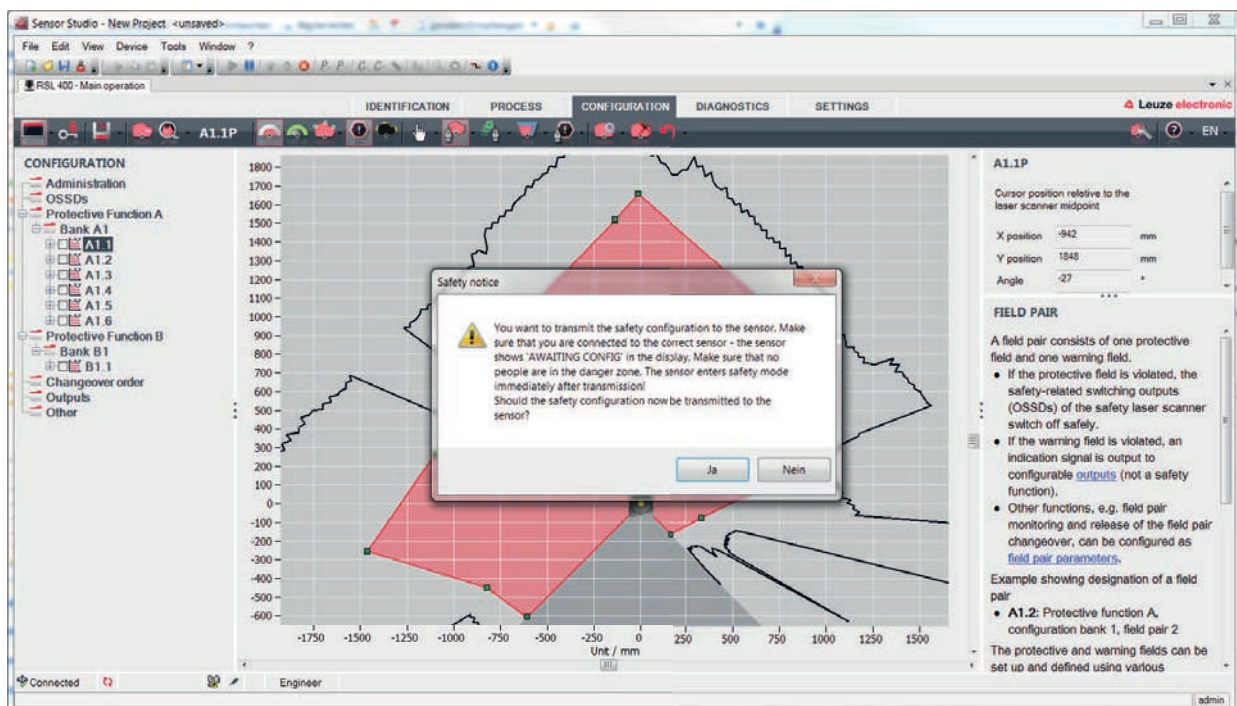 Sensor Studio - New Project <unsaved>
File Edit View Device Tools Window ?
RSL 400 - Main operation
IDENTIFICATION PROCESS CONFIGURATION DIAGNOSTICS SETTINGS
Leuze electronic
A1.1P
EN
CONFIGURATION
Administration
OSSDs
Protective Function A
Bank A1
A1.1
A1.2
A1.3
A1.4
A1.5
A1.6
Protective Function B
Bank B1
B1.1
Changeover order
Outputs
Other
1800
1700
1600
1500
1400
1300
1200
1100
1000
900
800
700
600
500
400
300
200
100
0
-100
-200
-300
-400
-500
-600
-1750 -1500 -1250 -1000 -750 -500 -250 0 250 500 750 1000 1250 1500
Unt / mm
Safety notice
You want to transmit the safety configuration to the sensor. Make
sure that you are connected to the correct sensor - the sensor
shows 'AWAITING CONFIG' in the display. Make sure that no
people are in the danger zone. The sensor enters safety mode
immediately after transmission!
Should the safety configuration now be transmitted to the
sensor?
Ja Nein
A1.1P
Cursor position relative to the
laser scanner midpoint
X position -942 mm
Y position 1848 mm
Angle -27 °
FIELD PAIR
A field pair consists of one protective
field and one warning field.
• If the protective field is violated, the
safety-related switching outputs
(OSSDs) of the safety laser scanner
switch off safely.
• If the warning field is violated, an
indication signal is output to
configurable outputs (not a safety
function).
• Other functions, e.g. field pair
monitoring and release of the field pair
changeover, can be configured as
field pair parameters.
Example showing designation of a field
pair
• A1.2: Protective function A,
configuration bank 1, field pair 2
The protective and warning fields can be
set up and defined using various
Connected
Engineer
admin